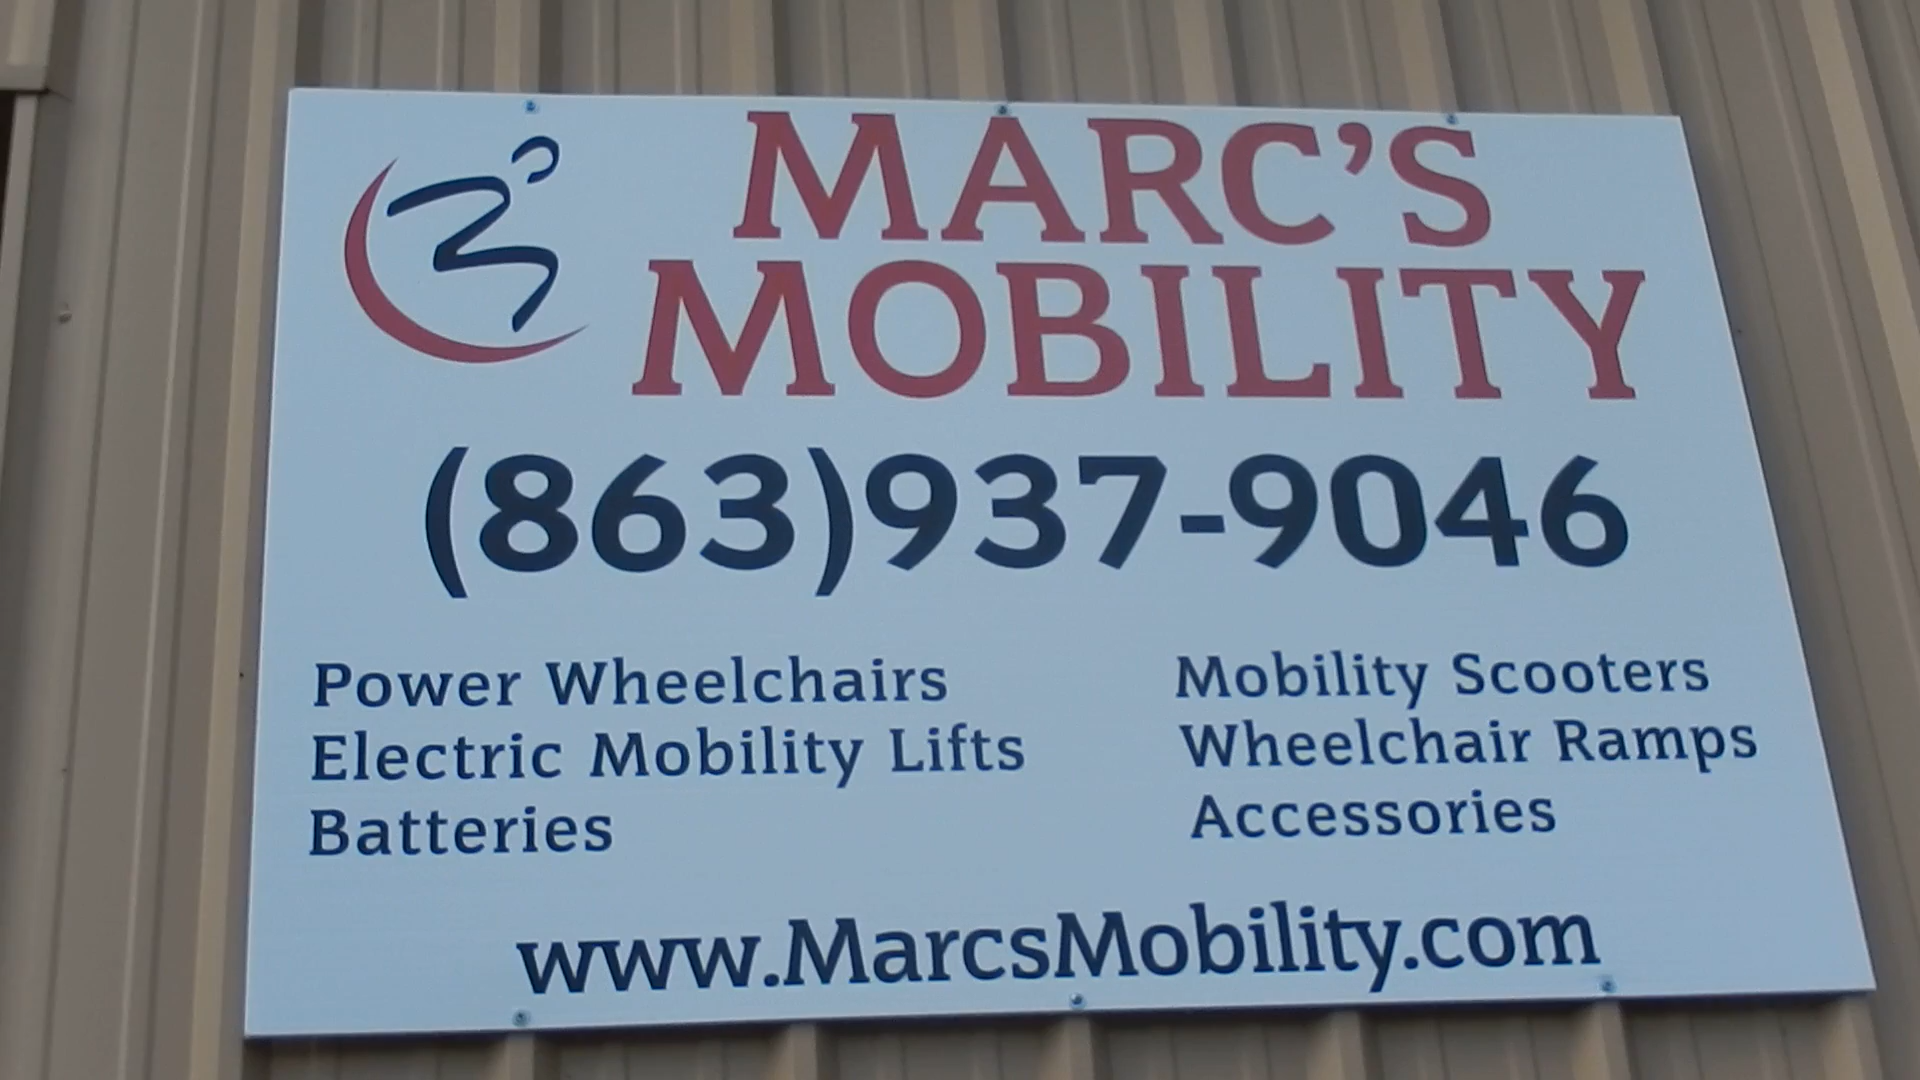 MARC'S
MOBILITY
(863)937-9046
Power Wheelchairs
Electric Mobility Lifts
Batteries
Mobility Scooters
Wheelchair Ramps
Accessories
www.MarcsMobility.com